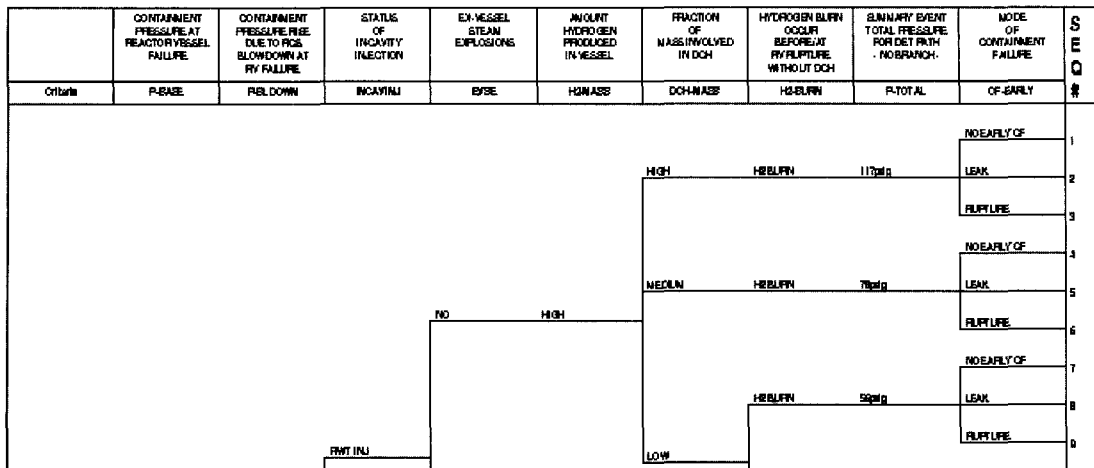 CONTAINMENT PRESSURE AT REACTOR VESSEL FAILURE
CONTAINMENT PRESSURE RISE DUE TO RCS BLOWDOWN AT RV FAILURE
STATUS OF INCAVITY INJECTION
EX-VESSEL STEAM EXPLOSIONS
AMOUNT HYDROGEN PRODUCED IN-VESSEL
FRACTION OF MASS INVOLVED IN DCH
HYDROGEN BURN OCCUR BEFORE/AT RV RUPTURE WITHOUT DCH
SUMMARY EVENT TOTAL PRESSURE FOR DET PATH - NO BRANCH -
MODE OF CONTAINMENT FAILURE
SEQ #
Criteria P-BASE P-BLDOWN INCAVINJ EVSE H2-MASS DCH-MASS H2-BURN P-TOTAL CF-EARLY
NO EARLY CF 1
HIGH H2BURN 117psig LEAK 2
RUPTURE 3
NO EARLY CF 4
MEDIUM H2BURN LEAK 5
NO HIGH
RUPTURE 6
NO EARLY CF 7
H2BURN LEAK 8
RUPTURE 9
RWT INJ LOW